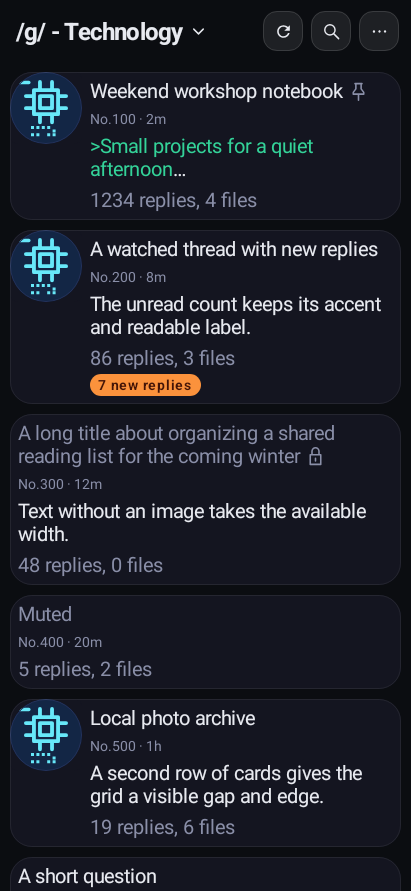 /g/ - Technology
Weekend workshop notebook
No.100 · 2m
>Small projects for a quiet
afternoon…
1234 replies, 4 files
A watched thread with new replies
No.200 · 8m
The unread count keeps its accent
and readable label.
86 replies, 3 files
7 new replies
A long title about organizing a shared
reading list for the coming winter
No.300 · 12m
Text without an image takes the available
width.
48 replies, 0 files
Muted
No.400 · 20m
5 replies, 2 files
Local photo archive
No.500 · 1h
A second row of cards gives the
grid a visible gap and edge.
19 replies, 6 files
A short question